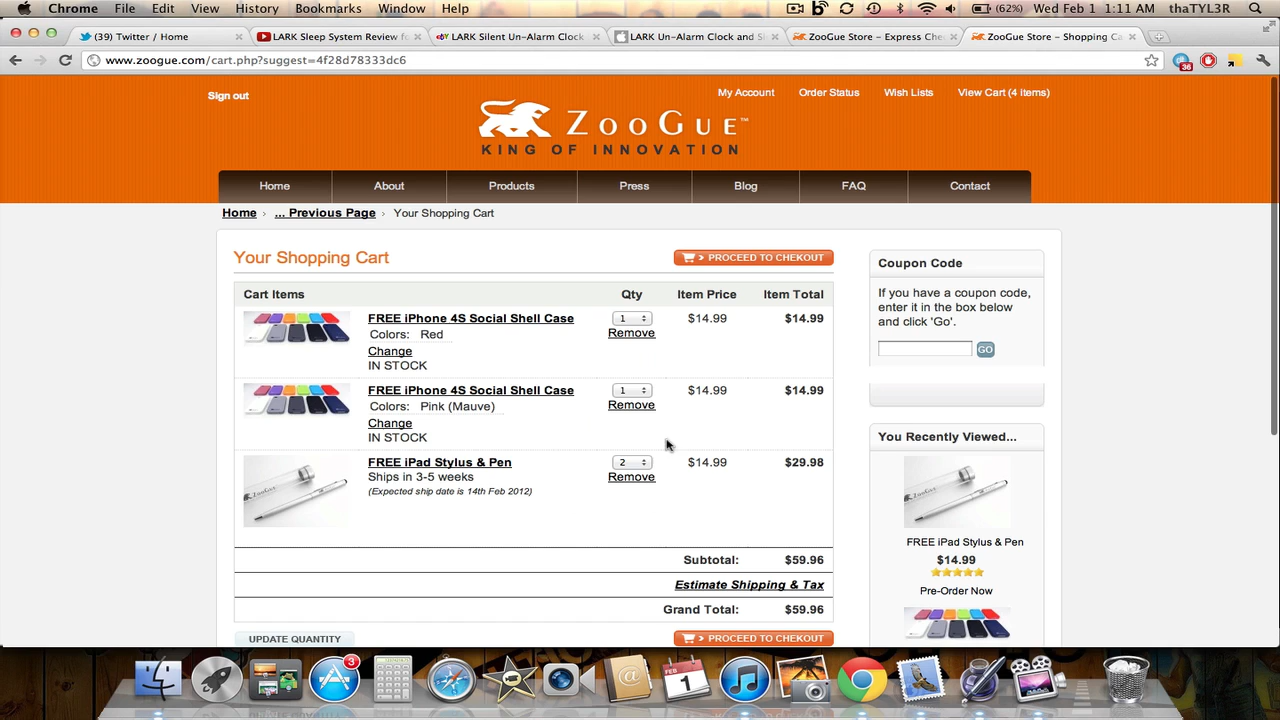 Chrome File Edit View History Bookmarks Window Help (62%) Wed Feb 1 1:11 AM thaTYL3R
(39) Twitter / Home LARK Sleep System Review fo LARK Silent Un-Alarm Clock LARK Un-Alarm Clock and Sl ZooGue Store - Express Che ZooGue Store - Shopping Ca
www.zoogue.com/cart.php?suggest=4f28d78333dc6
36
Sign out
My Account Order Status Wish Lists View Cart (4 Items)
ZooGue™
KING OF INNOVATION
Home About Products Press Blog FAQ Contact
Home › ... Previous Page › Your Shopping Cart
Your Shopping Cart
> PROCEED TO CHEKOUT
Cart Items Qty Item Price Item Total
FREE iPhone 4S Social Shell Case 1 $14.99 $14.99
Colors: Red Remove
Change
IN STOCK
FREE iPhone 4S Social Shell Case 1 $14.99 $14.99
Colors: Pink (Mauve) Remove
Change
IN STOCK
FREE iPad Stylus & Pen 2 $14.99 $29.98
Ships in 3-5 weeks Remove
(Expected ship date is 14th Feb 2012)
Subtotal: $59.96
Estimate Shipping & Tax
Grand Total: $59.96
UPDATE QUANTITY > PROCEED TO CHEKOUT
Coupon Code
If you have a coupon code,
enter it in the box below
and click 'Go'.
GO
You Recently Viewed...
ZOOGUE
FREE iPad Stylus & Pen
$14.99
Pre-Order Now
3
FEB
1